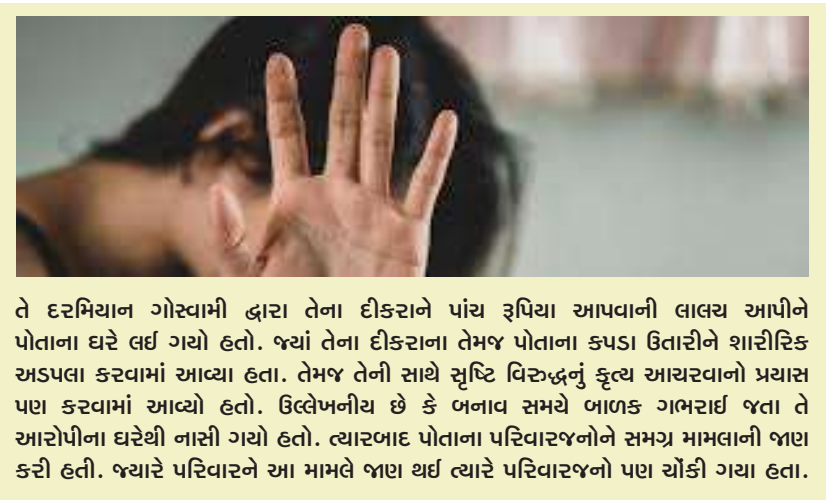 તે દરમિયાન ગોસ્વામી દ્વારા તેના દીકરાને પાંચ રૂપિયા આપવાની લાલચ આપીને
પોતાના ઘરે લઈ ગયો હતો. જ્યાં તેના દીકરાના તેમજ પોતાના કપડા ઉતારીને શારીરિક
અડપલા કરવામાં આવ્યા હતા. તેમજ તેની સાથે સૃષ્ટિ વિરુદ્ધનું કૃત્ય આચરવાનો પ્રયાસ
પણ કરવામાં આવ્યો હતો. ઉલ્લેખનીય છે કે બનાવ સમયે બાળક ગભરાઈ જતા તે
આરોપીના ઘરેથી નાસી ગયો હતો. ત્યારબાદ પોતાના પરિવારજનોને સમગ્ર મામલાની જાણ
કરી હતી. જ્યારે પરિવારને આ મામલે જાણ થઈ ત્યારે પરિવારજનો પણ ચોંકી ગયા હતા.